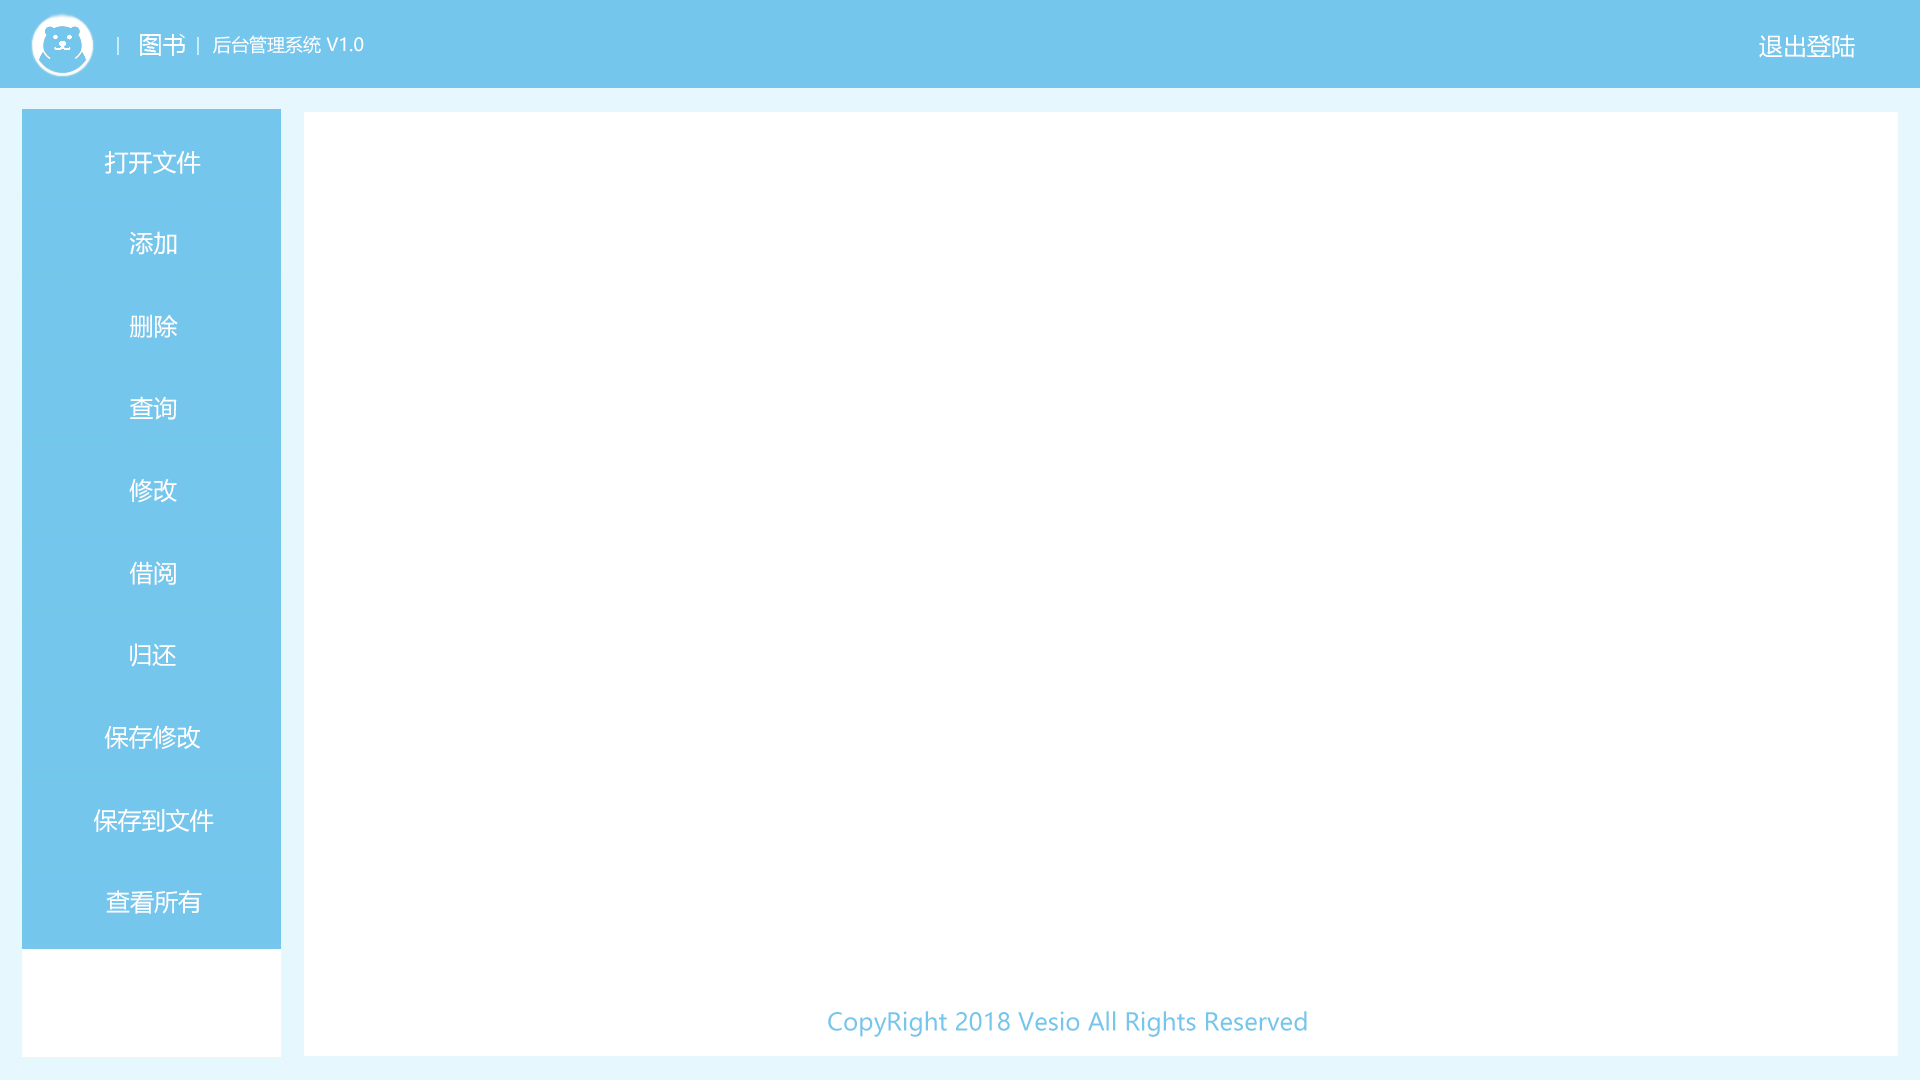 | 图书 | 后台管理系统 V1.0
退出登陆
打开文件
添加
删除
查询
修改
借阅
归还
保存修改
保存到文件
查看所有
CopyRight 2018 Vesio All Rights Reserved